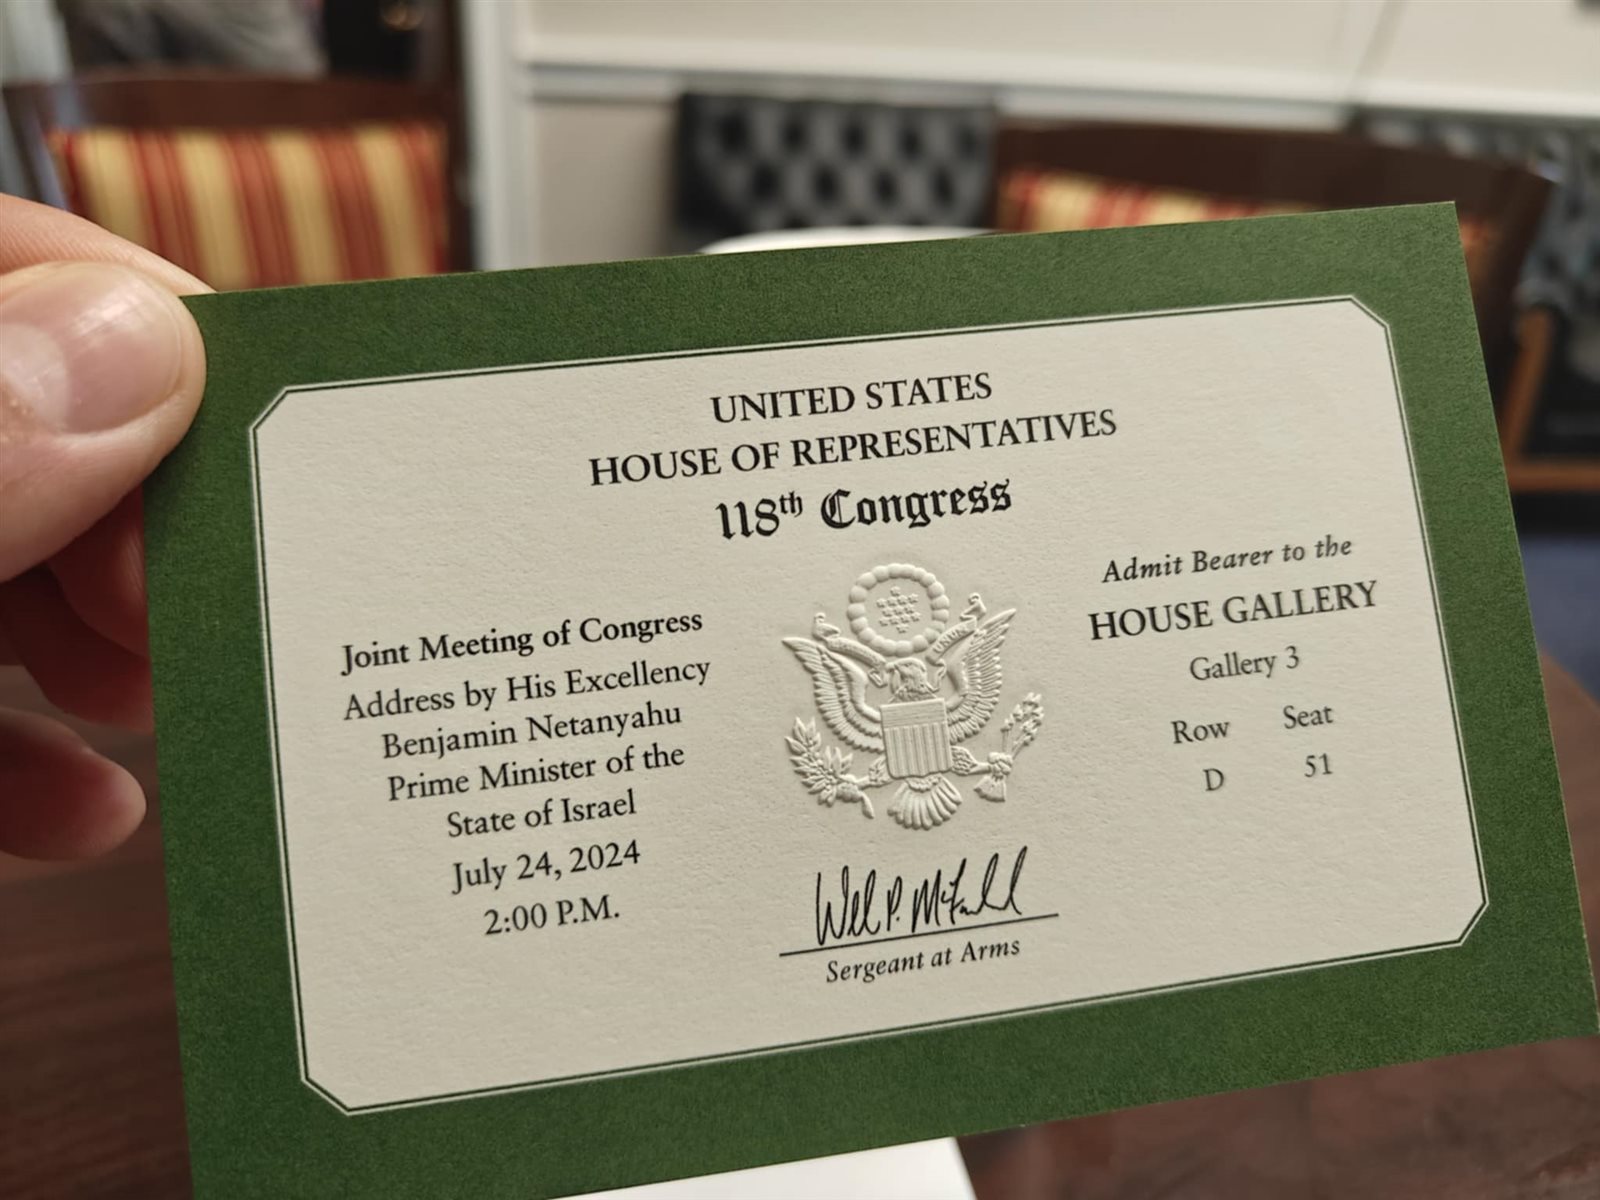 UNITED STATES
HOUSE OF REPRESENTATIVES
118th Congress
Joint Meeting of Congress
Address by His Excellency
Benjamin Netanyahu
Prime Minister of the
State of Israel
July 24, 2024
2:00 P.M.
Sergeant at Arms
Admit Bearer to the
HOUSE GALLERY
Gallery 3
Row Seat
D 51